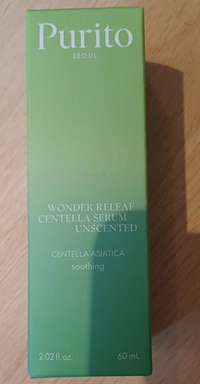 Purito
SEOUL
WONDER RELEAF
CENTELLA SERUM
UNSCENTED
CENTELLA ASIATICA
soothing
2.02 fl. oz. 60 mL